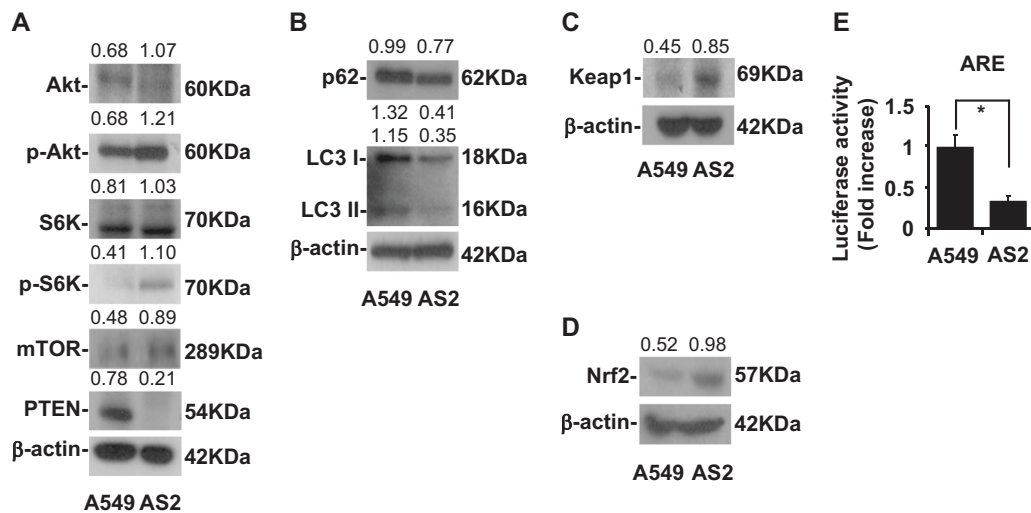 A
0.68 1.07
Akt- 60KDa
0.68 1.21
p-Akt- 60KDa
0.81 1.03
S6K- 70KDa
0.41 1.10
p-S6K- 70KDa
0.48 0.89
mTOR- 289KDa
0.78 0.21
PTEN- 54KDa
β-actin- 42KDa
A549 AS2
B
0.99 0.77
p62- 62KDa
1.32 0.41
1.15 0.35
LC3 I- -18KDa
LC3 II- -16KDa
β-actin- 42KDa
A549 AS2
C
0.45 0.85
Keap1- 69KDa
β-actin- 42KDa
A549 AS2
D
0.52 0.98
Nrf2- 57KDa
β-actin- 42KDa
A549 AS2
E
ARE
Luciferase activity
(Fold increase)
1.5
1
0.5
0
*
A549 AS2